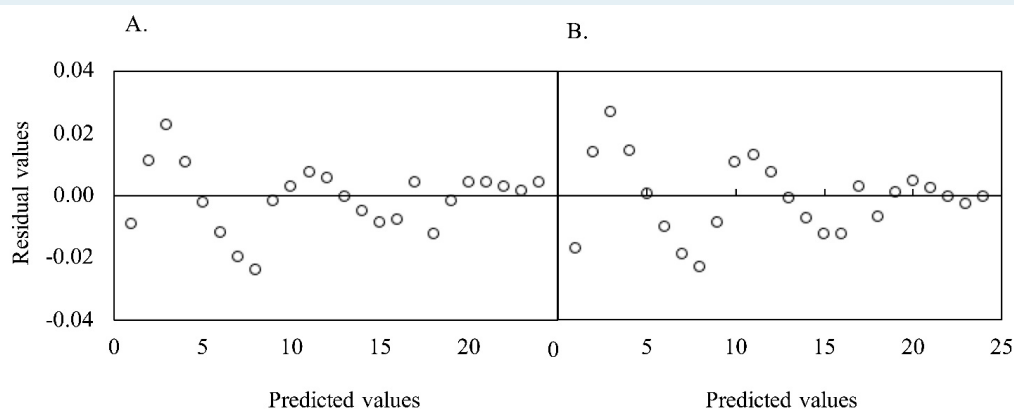 A.
B.
0.04
0.02
0.00
-0.02
-0.04
Residual values
0 5 10 15 20 0 5 10 15 20 25
Predicted values Predicted values